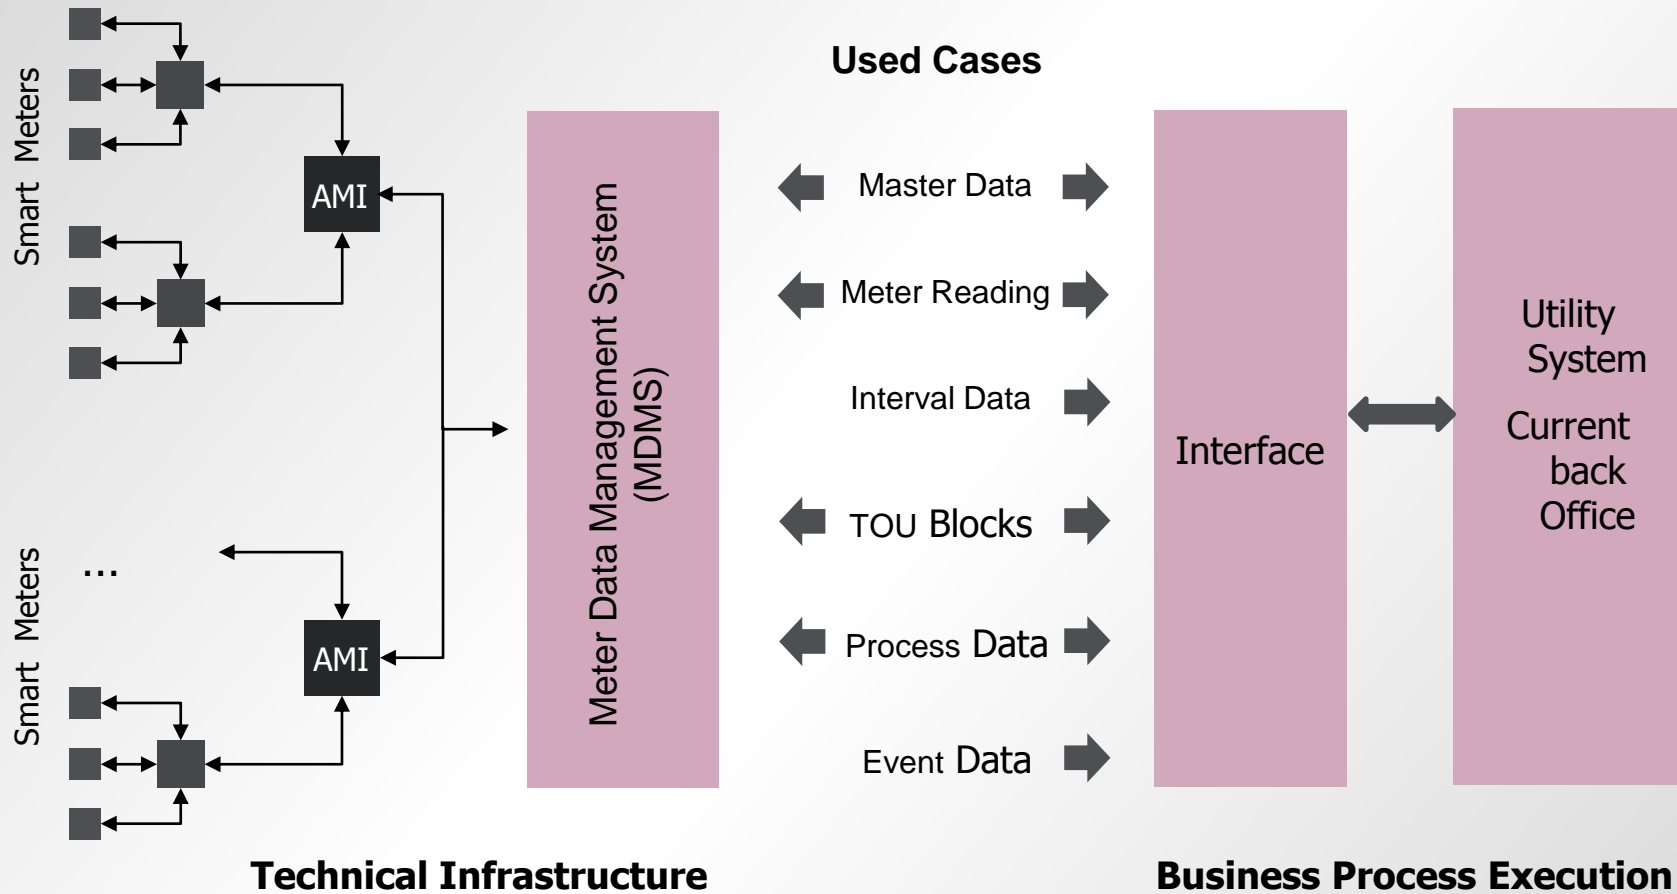 Used Cases
Smart Meters
AMI
Smart Meters
...
AMI
Meter Data Management System
(MDMS)
Master Data
Meter Reading
Interval Data
TOU Blocks
Process Data
Event Data
Interface
Utility
System
Current
back
Office
Technical Infrastructure
Business Process Execution